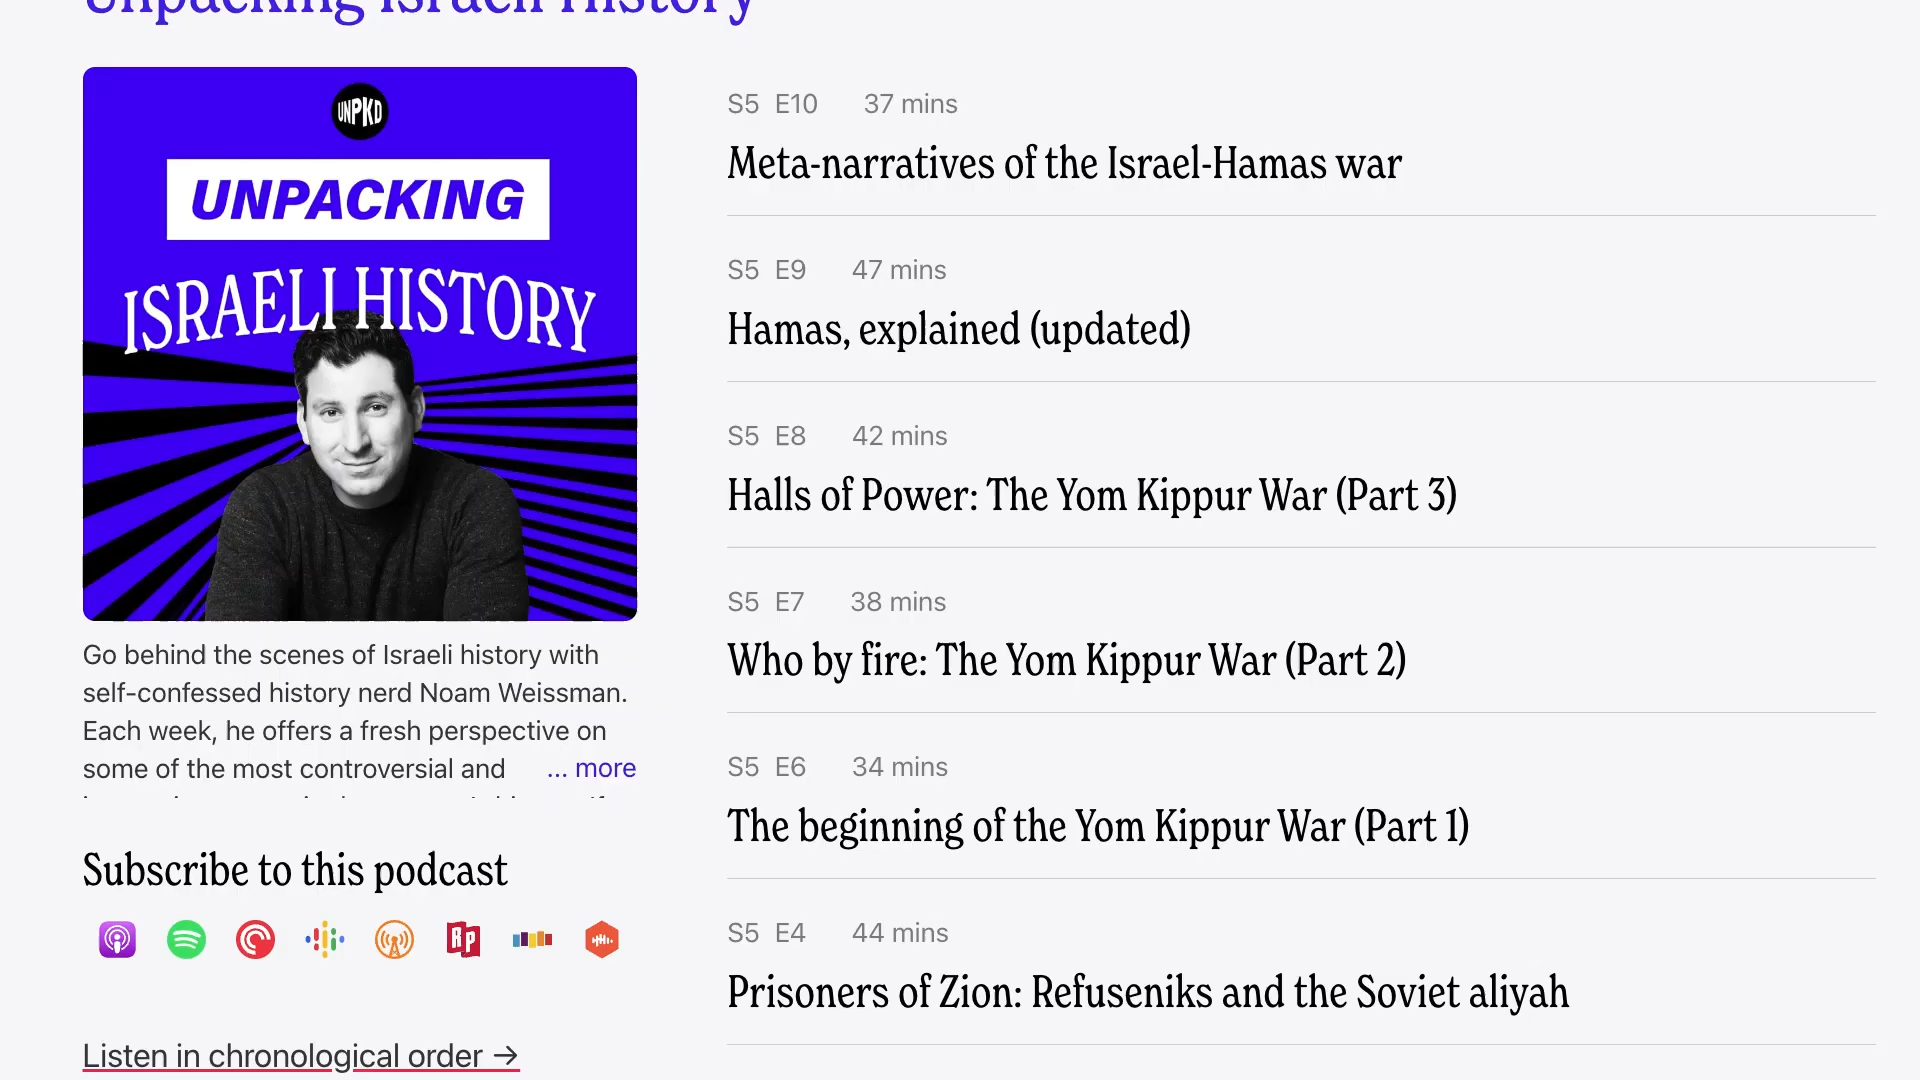 Unpacking Israeli History
UNPKD
UNPACKING
ISRAELI HISTORY
Go behind the scenes of Israeli history with
self-confessed history nerd Noam Weissman.
Each week, he offers a fresh perspective on
some of the most controversial and ... more
Subscribe to this podcast
Rp
Listen in chronological order →
S5 E10 37 mins
Meta-narratives of the Israel-Hamas war
S5 E9 47 mins
Hamas, explained (updated)
S5 E8 42 mins
Halls of Power: The Yom Kippur War (Part 3)
S5 E7 38 mins
Who by fire: The Yom Kippur War (Part 2)
S5 E6 34 mins
The beginning of the Yom Kippur War (Part 1)
S5 E4 44 mins
Prisoners of Zion: Refuseniks and the Soviet aliyah